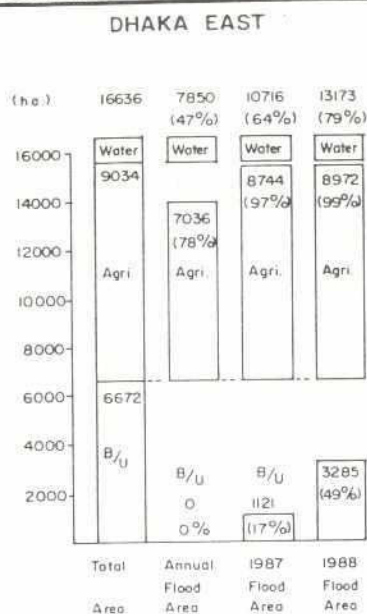 DHAKA EAST
(ha.) 16636 7850 10716 13173
(47%) (64%) (79%)
16000 Water Water Water Water
9034 8744 8972
(97%) (99%)
14000
7036
(78%)
12000
Agri. Agri. Agri. Agri.
10000
8000
6000
6672
4000
B/U B/U B/U 3285
(49%)
2000 0 1121
0% (17%)
Total Annual 1987 1988
Flood Flood Flood
Area Area Area Area